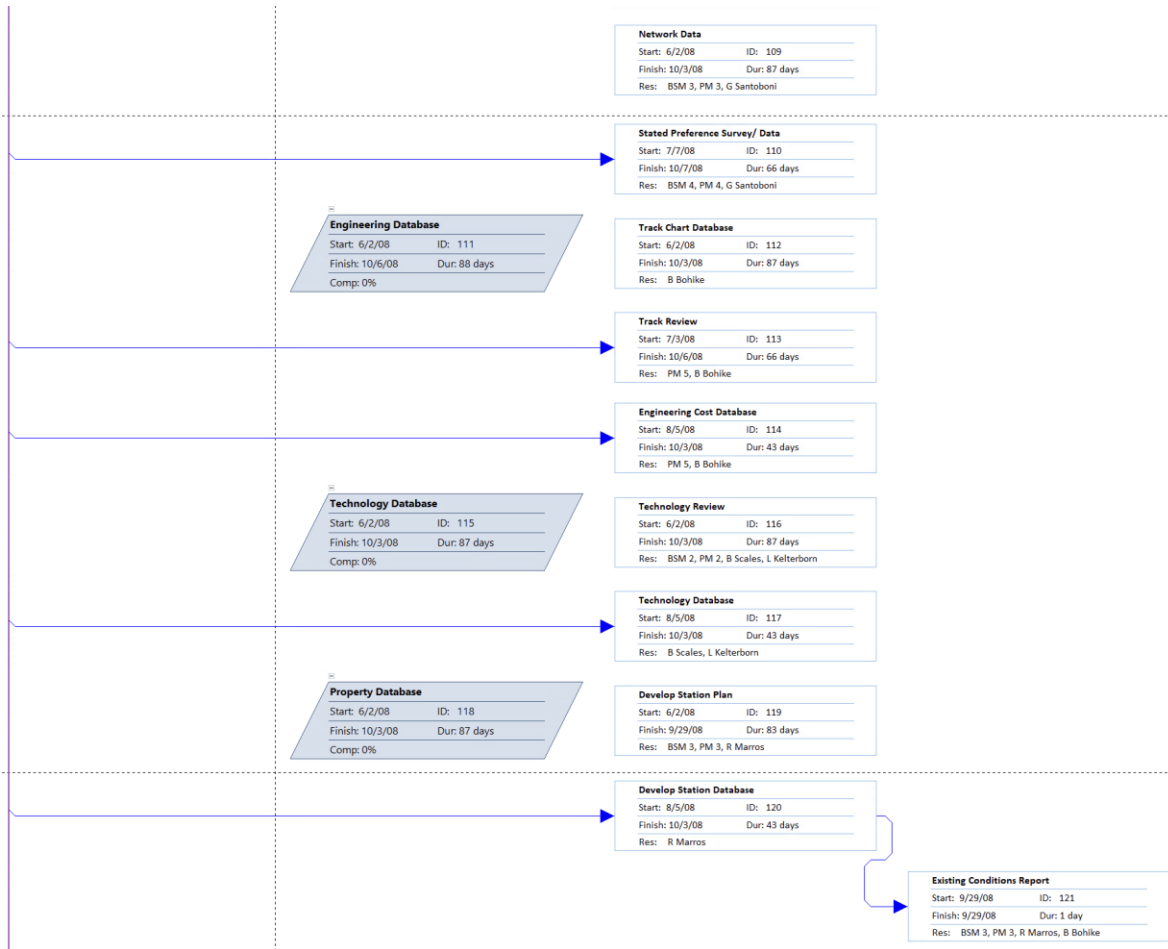 Network Data
Start: 6/2/08 ID: 109
Finish: 10/3/08 Dur: 87 days
Res: BSM 3, PM 3, G Santoboni
Stated Preference Survey/ Data
Start: 7/7/08 ID: 110
Finish: 10/7/08 Dur: 66 days
Res: BSM 4, PM 4, G Santoboni
Engineering Database
Start: 6/2/08 ID: 111
Finish: 10/6/08 Dur: 88 days
Comp: 0%
Track Chart Database
Start: 6/2/08 ID: 112
Finish: 10/3/08 Dur: 87 days
Res: B Bohike
Track Review
Start: 7/3/08 ID: 113
Finish: 10/6/08 Dur: 66 days
Res: PM 5, B Bohike
Engineering Cost Database
Start: 8/5/08 ID: 114
Finish: 10/3/08 Dur: 43 days
Res: PM 5, B Bohike
Technology Database
Start: 6/2/08 ID: 115
Finish: 10/3/08 Dur: 87 days
Comp: 0%
Technology Review
Start: 6/2/08 ID: 116
Finish: 10/3/08 Dur: 87 days
Res: BSM 2, PM 2, B Scales, L Kelterborn
Technology Database
Start: 8/5/08 ID: 117
Finish: 10/3/08 Dur: 43 days
Res: B Scales, L Kelterborn
Property Database
Start: 6/2/08 ID: 118
Finish: 10/3/08 Dur: 87 days
Comp: 0%
Develop Station Plan
Start: 6/2/08 ID: 119
Finish: 9/29/08 Dur: 83 days
Res: BSM 3, PM 3, R Marros
Develop Station Database
Start: 8/5/08 ID: 120
Finish: 10/3/08 Dur: 43 days
Res: R Marros
Existing Conditions Report
Start: 9/29/08 ID: 121
Finish: 9/29/08 Dur: 1 day
Res: BSM 3, PM 3, R Marros, B Bohike